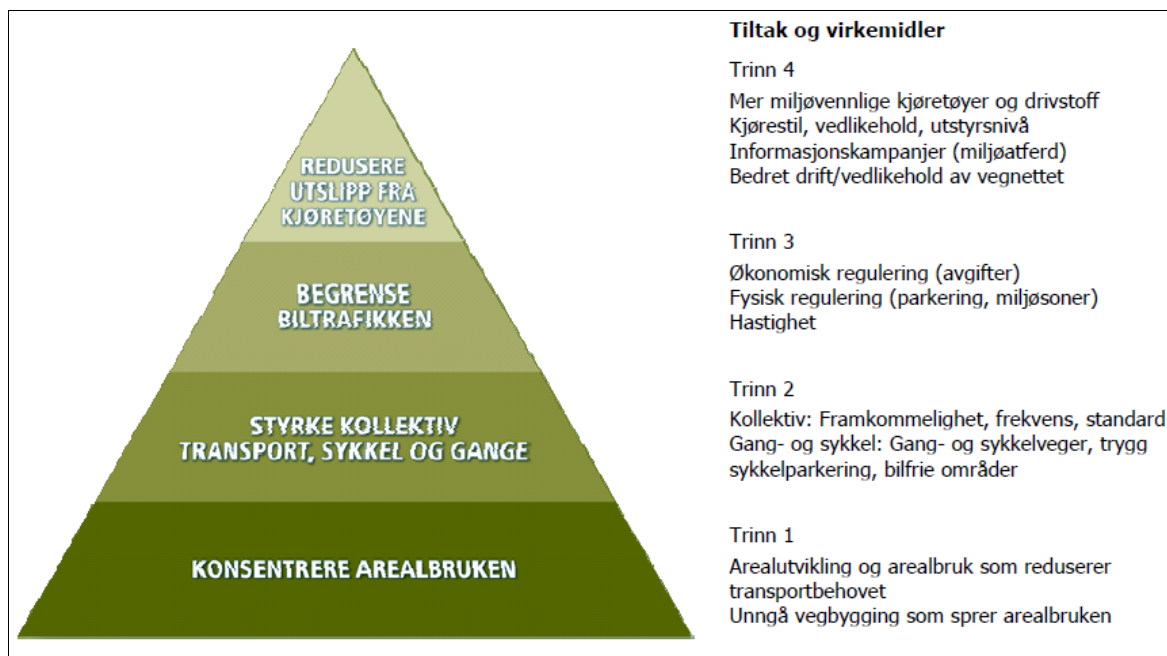 Tiltak og virkemidler
Trinn 4
Mer miljøvennlige kjøretøyer og drivstoff
Kjørestil, vedlikehold, utstyrsnivå
Informasjonskampanjer (miljøatferd)
Bedret drift/vedlikehold av vegnettet
REDUSERE
UTSLIPP FRA
KJØRETØYENE
Trinn 3
Økonomisk regulering (avgifter)
Fysisk regulering (parkering, miljøsoner)
Hastighet
BEGRENSE
BILTRAFIKKEN
Trinn 2
Kollektiv: Framkommelighet, frekvens, standard
Gang- og sykkel: Gang- og sykkelveger, trygg
sykkelparkering, bilfrie områder
STYRKE KOLLEKTIV
TRANSPORT, SYKKEL OG GANGE
Trinn 1
Arealutvikling og arealbruk som reduserer
transportbehovet
Unngå vegbygging som sprer arealbruken
KONSENTRERE AREALBRUKEN